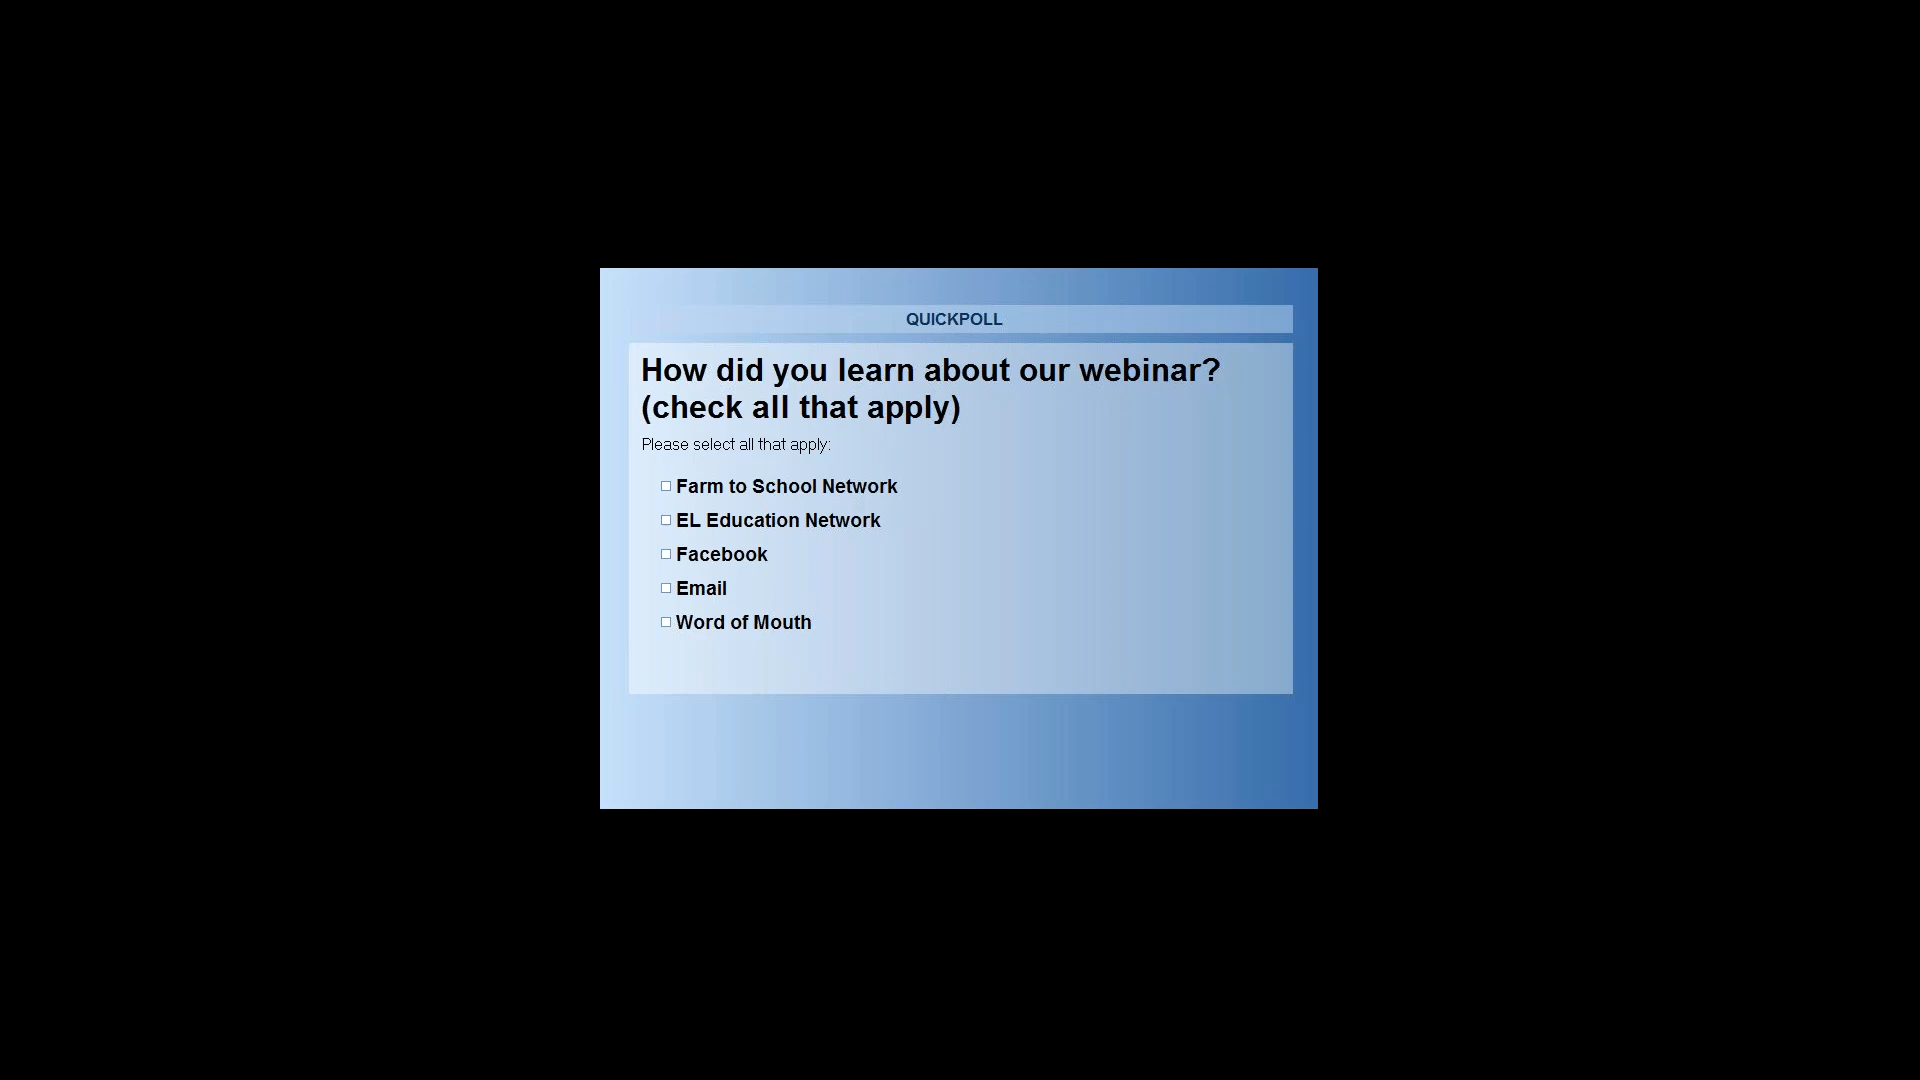 QUICKPOLL
How did you learn about our webinar?
(check all that apply)
Please select all that apply:
Farm to School Network
EL Education Network
Facebook
Email
Word of Mouth